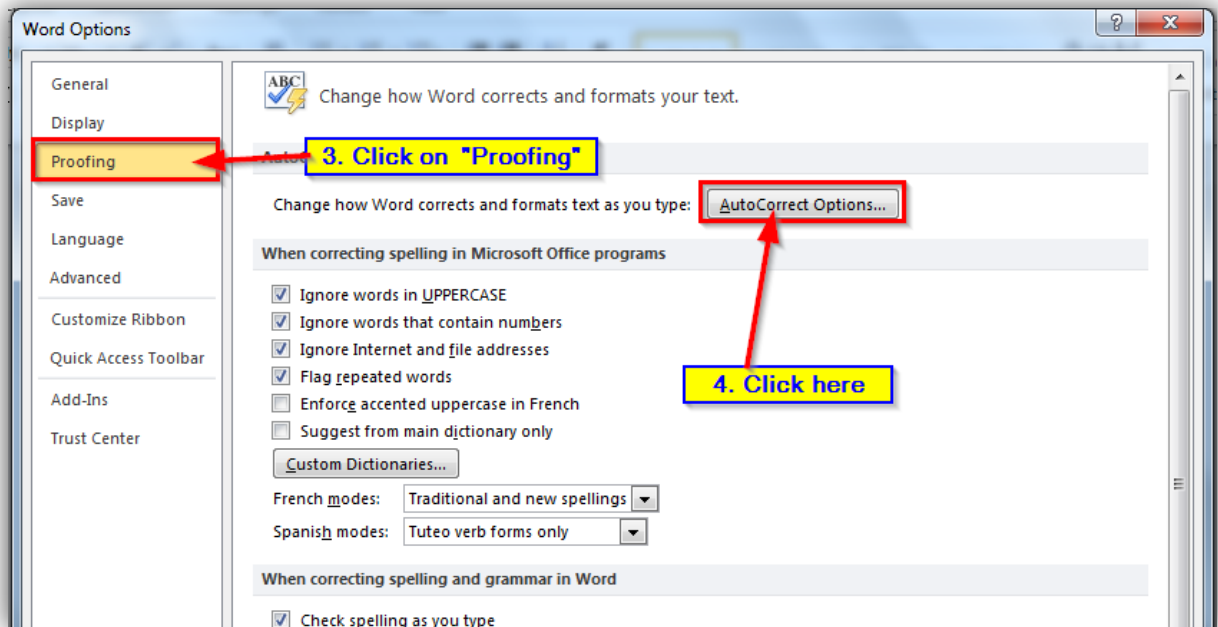 Word Options
?
X
General
Display
Proofing
Save
Language
Advanced
Customize Ribbon
Quick Access Toolbar
Add-Ins
Trust Center
ABC
Change how Word corrects and formats your text.
3. Click on "Proofing"
Change how Word corrects and formats text as you type: AutoCorrect Options...
When correcting spelling in Microsoft Office programs
Ignore words in UPPERCASE
Ignore words that contain numbers
Ignore Internet and file addresses
Flag repeated words
4. Click here
Enforce accented uppercase in French
Suggest from main dictionary only
Custom Dictionaries...
French modes: Traditional and new spellings
Spanish modes: Tuteo verb forms only
When correcting spelling and grammar in Word
Check spelling as you type